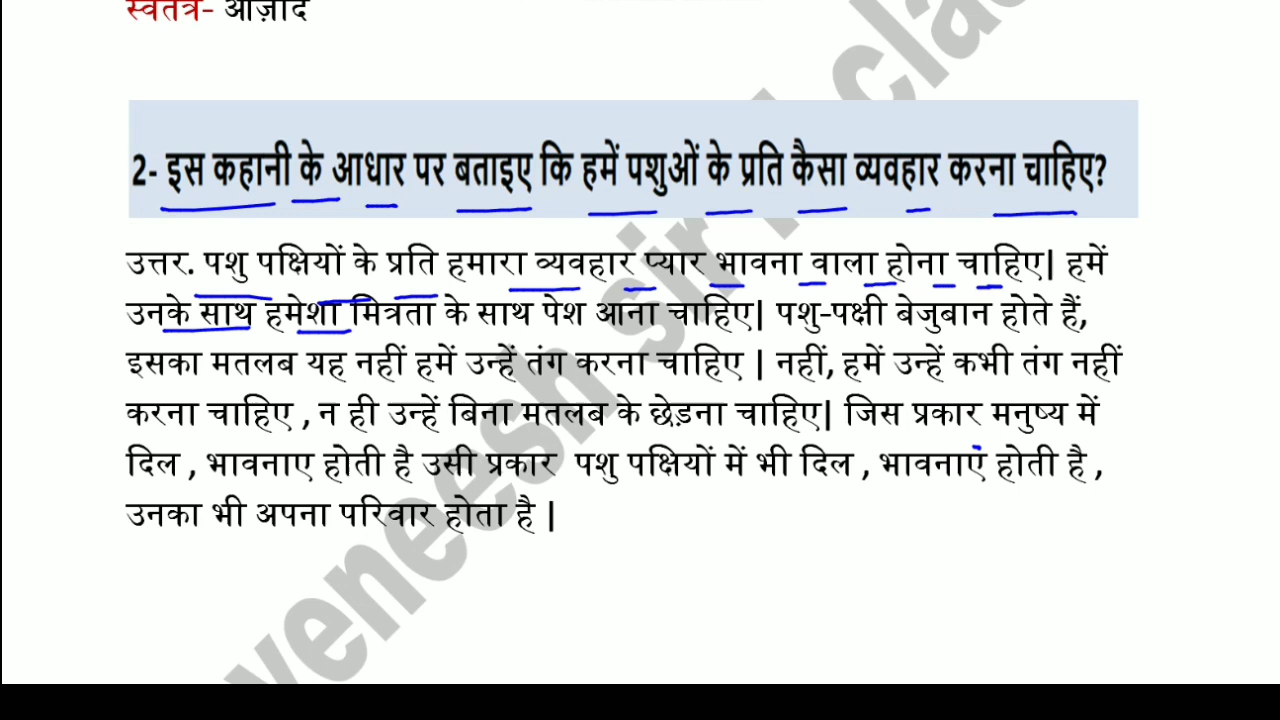 स्वतंत्र- आज़ाद
2- इस कहानी के आधार पर बताइए कि हमें पशुओं के प्रति कैसा व्यवहार करना चाहिए?
उत्तर. पशु पक्षियों के प्रति हमारा व्यवहार प्यार भावना वाला होना चाहिए| हमें
उनके साथ हमेशा मित्रता के साथ पेश आना चाहिए| पशु-पक्षी बेजुबान होते हैं,
इसका मतलब यह नहीं हमें उन्हें तंग करना चाहिए | नहीं, हमें उन्हें कभी तंग नहीं
करना चाहिए , न ही उन्हें बिना मतलब के छेड़ना चाहिए| जिस प्रकार मनुष्य में
दिल , भावनाए होती है उसी प्रकार पशु पक्षियों में भी दिल , भावनाएं होती है ,
उनका भी अपना परिवार होता है |